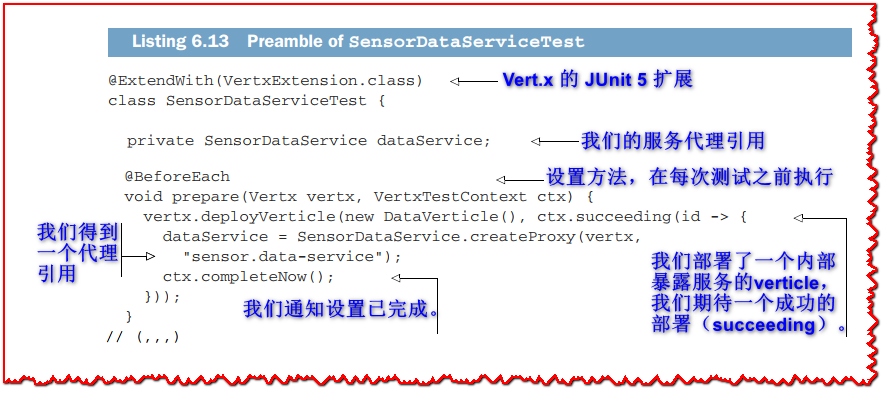 Listing 6.13 Preamble of SensorDataServiceTest
@ExtendWith(VertxExtension.class)
Vert.x 的 JUnit 5 扩展
class SensorDataServiceTest {
private SensorDataService dataService;
我们的服务代理引用
@BeforeEach
设置方法，在每次测试之前执行
void prepare(Vertx vertx, VertxTestContext ctx) {
vertx.deployVerticle(new DataVerticle(), ctx.succeeding(id -> {
dataService = SensorDataService.createProxy(vertx,
"sensor.data-service");
ctx.completeNow();
}));
}
// (,,,)
我们得到
一个代理
引用
我们通知设置已完成。
我们部署了一个内部
暴露服务的verticle，
我们期待一个成功的
部署（succeeding）。